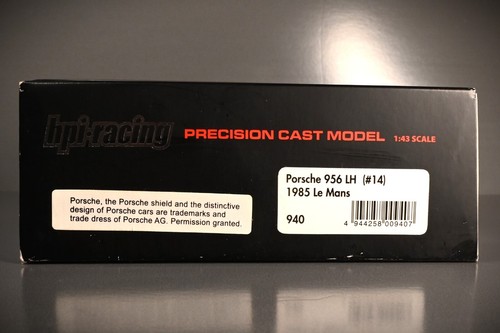 hpi·racing PRECISION CAST MODEL 1:43 SCALE
Porsche, the Porsche shield and the distinctive
design of Porsche cars are trademarks and
trade dress of Porsche AG. Permission granted.
Porsche 956 LH (#14)
1985 Le Mans
940
4 944258 009407